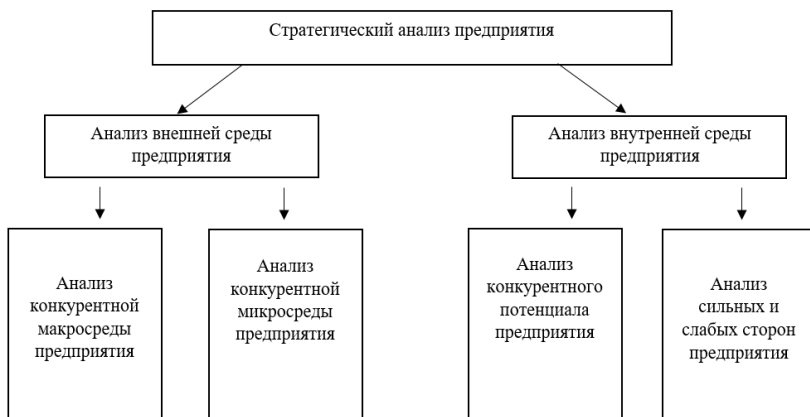 Стратегический анализ предприятия
Анализ внешней среды
предприятия
Анализ внутренней среды
предприятия
Анализ
конкурентной
макросреды
предприятия
Анализ
конкурентной
микросреды
предприятия
Анализ
конкурентного
потенциала
предприятия
Анализ
сильных и
слабых сторон
предприятия